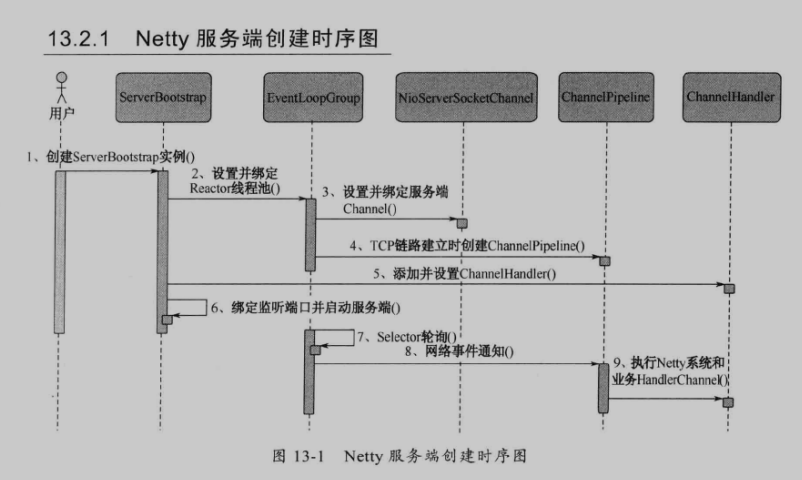 13.2.1 Netty 服务端创建时序图
用户
ServerBootstrap
EventLoopGroup
NioServerSocketChannel
ChannelPipeline
ChannelHandler
1、创建ServerBootstrap实例()
2、设置并绑定
Reactor线程池()
3、设置并绑定服务端
Channel()
4、TCP链路建立时创建ChannelPipeline()
5、添加并设置ChannelHandler()
6、绑定监听端口并启动服务端()
7、Selector轮询()
8、网络事件通知()
9、执行Netty系统和
业务HandlerChannel()
图 13-1 Netty 服务端创建时序图